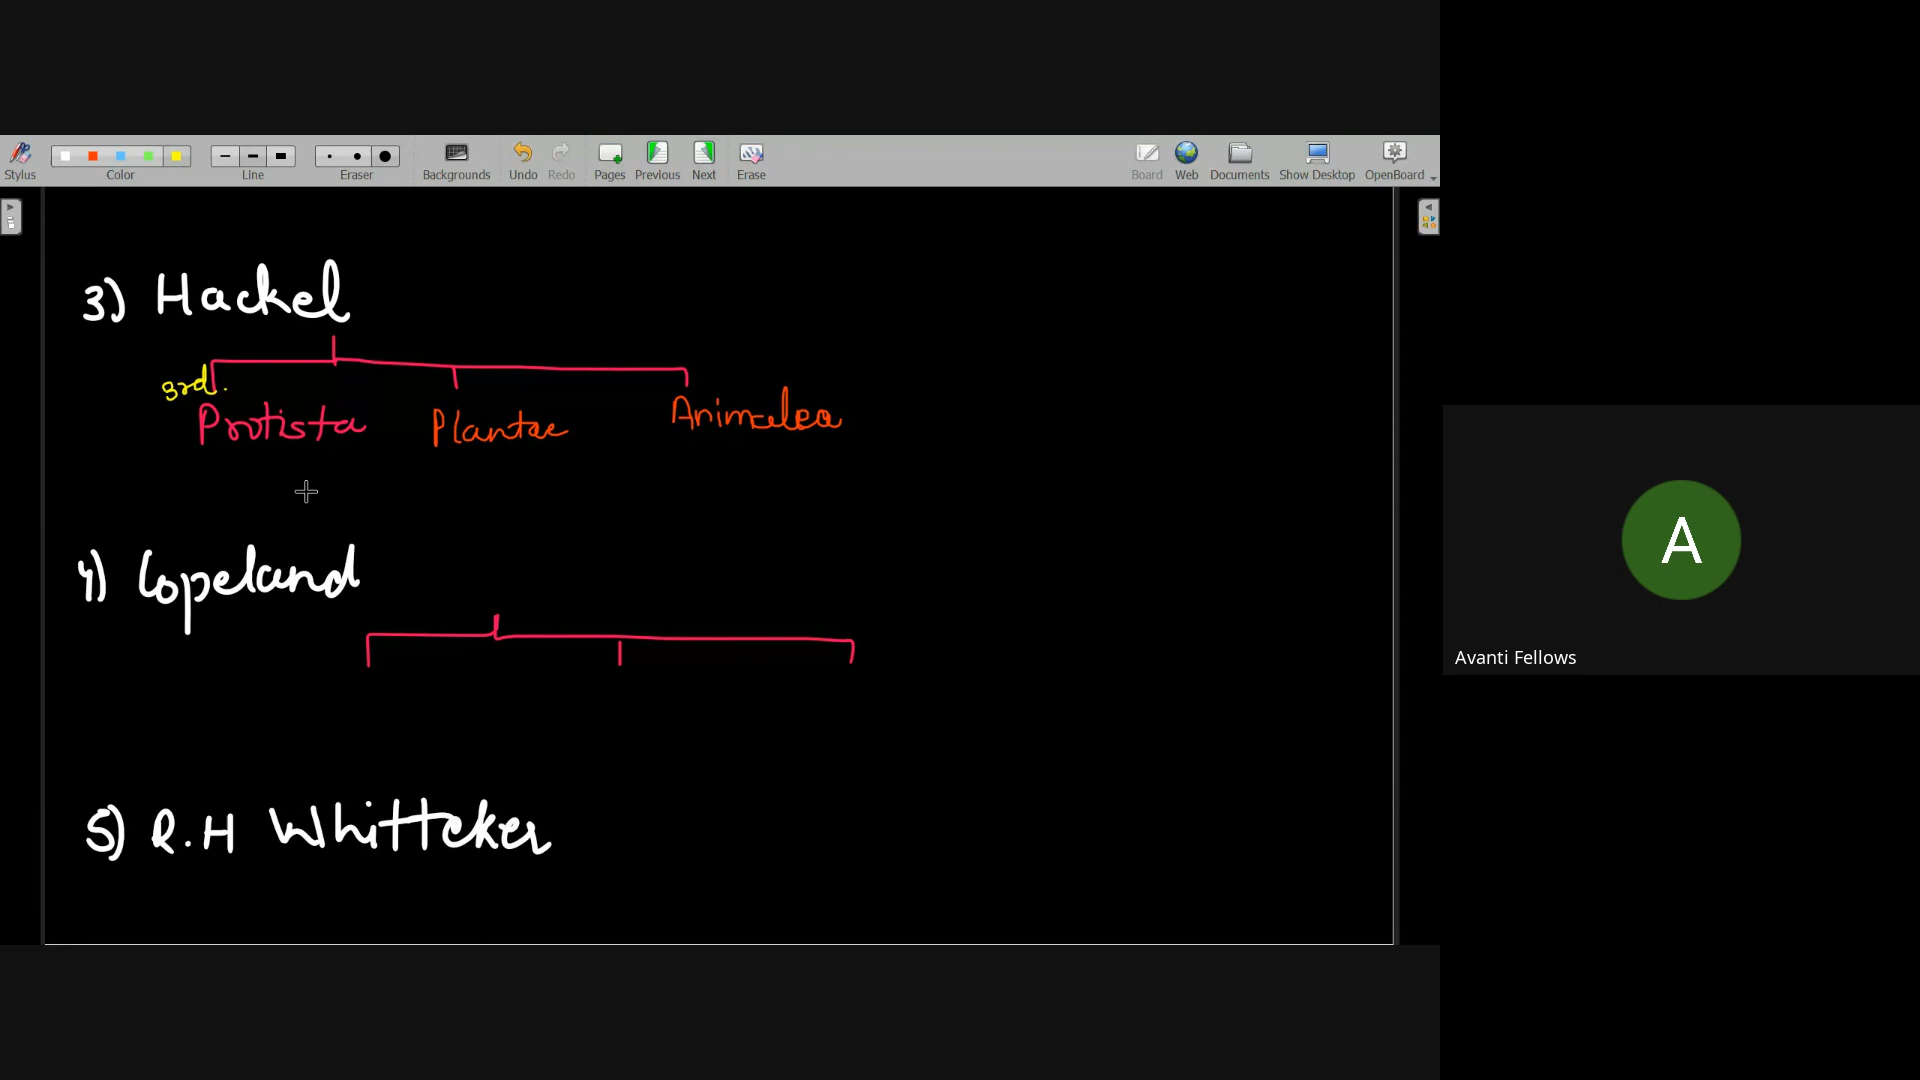 Stylus Color Line Eraser Backgrounds Undo Redo Pages Previous Next Erase Board Web Documents Show Desktop OpenBoard
3) Hackel
3rd.
Protista Plantae Animalea
4) Copeland
5) R.H Whitteker
A
Avanti Fellows